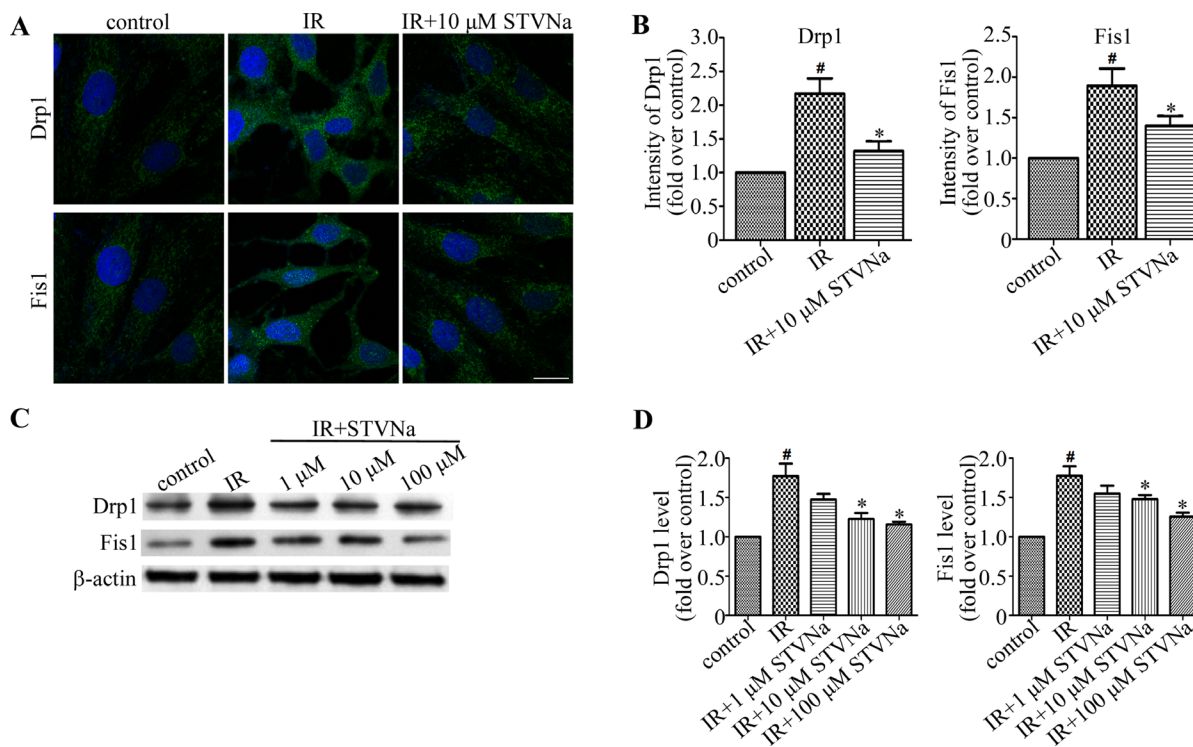 A
control IR IR+10 μM STVNa
Drp1
Fis1
B
Drp1
Intensity of Drp1
(fold over control)
3.0
2.5
2.0
1.5
1.0
0.5
0
#
*
control IR IR+10 μM STVNa
Fis1
Intensity of Fis1
(fold over control)
2.5
2.0
1.5
1.0
0.5
0
#
*
control IR IR+10 μM STVNa
C
IR+STVNa
control IR 1 μM 10 μM 100 μM
Drp1
Fis1
β-actin
D
Drp1 level
(fold over control)
2.0
1.5
1.0
0.5
0
#
* *
control IR IR+1 μM STVNa IR+10 μM STVNa IR+100 μM STVNa
Fis1 level
(fold over control)
2.0
1.5
1.0
0.5
0
#
* *
control IR IR+1 μM STVNa IR+10 μM STVNa IR+100 μM STVNa